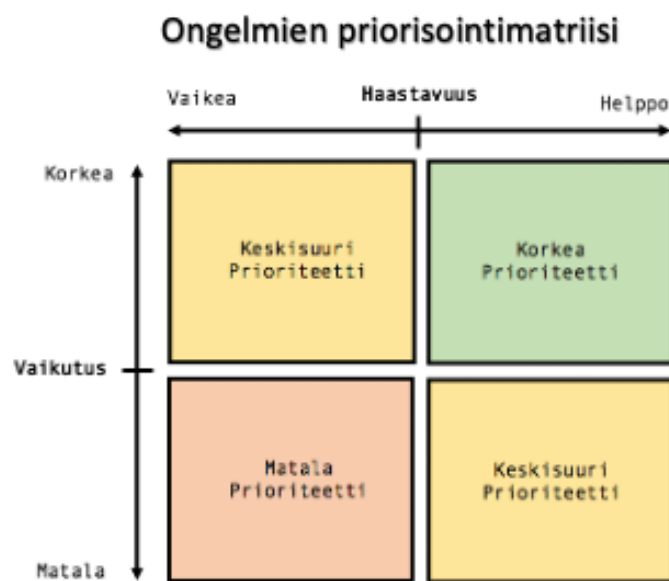 Ongelmien priorisointimatriisi
Vaikea
Haastavuus
Helppo
Korkea
Keskisuuri
Prioriteetti
Korkea
Prioriteetti
Vaikutus
Matala
Prioriteetti
Keskisuuri
Prioriteetti
Matala